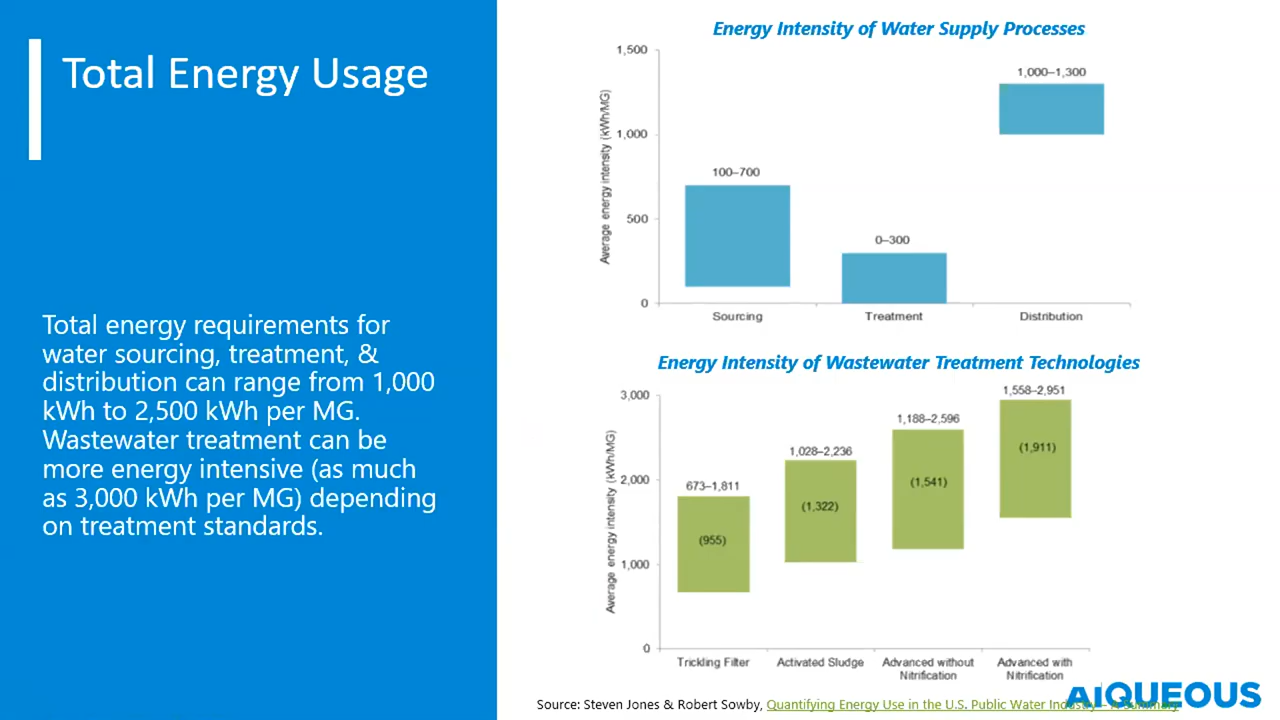 Total Energy Usage
Total energy requirements for
water sourcing, treatment, &
distribution can range from 1,000
kWh to 2,500 kWh per MG.
Wastewater treatment can be
more energy intensive (as much
as 3,000 kWh per MG) depending
on treatment standards.
Energy Intensity of Water Supply Processes
Average energy intensity (kWh/MG)
1,500
1,000
500
0
100–700
0–300
1,000–1,300
Sourcing
Treatment
Distribution
Energy Intensity of Wastewater Treatment Technologies
Average energy intensity (kWh/MG)
3,000
2,000
1,000
0
673–1,811
(955)
1,028–2,236
(1,322)
1,188–2,596
(1,541)
1,558–2,951
(1,911)
Trickling Filter
Activated Sludge
Advanced without
Nitrification
Advanced with
Nitrification
Source: Steven Jones & Robert Sowby, Quantifying Energy Use in the U.S. Public Water Industry – A Summary
AIQUEOUS